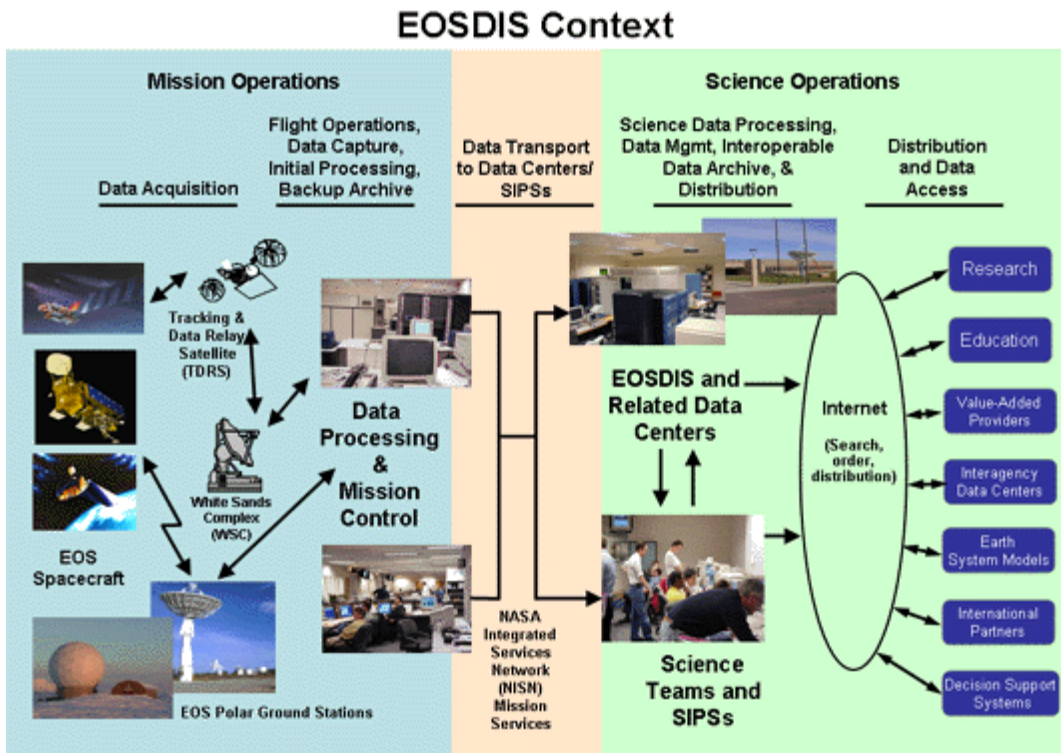 EOSDIS Context
Mission Operations
Science Operations
Data Acquisition
Flight Operations,
Data Capture,
Initial Processing,
Backup Archive
Data Transport
to Data Centers/
SIPSs
Science Data Processing,
Data Mgmt, Interoperable
Data Archive, &
Distribution
Distribution
and Data
Access
Tracking &
Data Relay
Satellite
(TDRS)
White Sands
Complex
(WSC)
EOS
Spacecraft
EOS Polar Ground Stations
Data
Processing
&
Mission
Control
NASA
Integrated
Services
Network
(NISN)
Mission
Services
EOSDIS and
Related Data
Centers
Science
Teams and
SIPSs
Internet
(Search,
order,
distribution)
Research
Education
Value-Added
Providers
Interagency
Data Centers
Earth
System Models
International
Partners
Decision Support
Systems